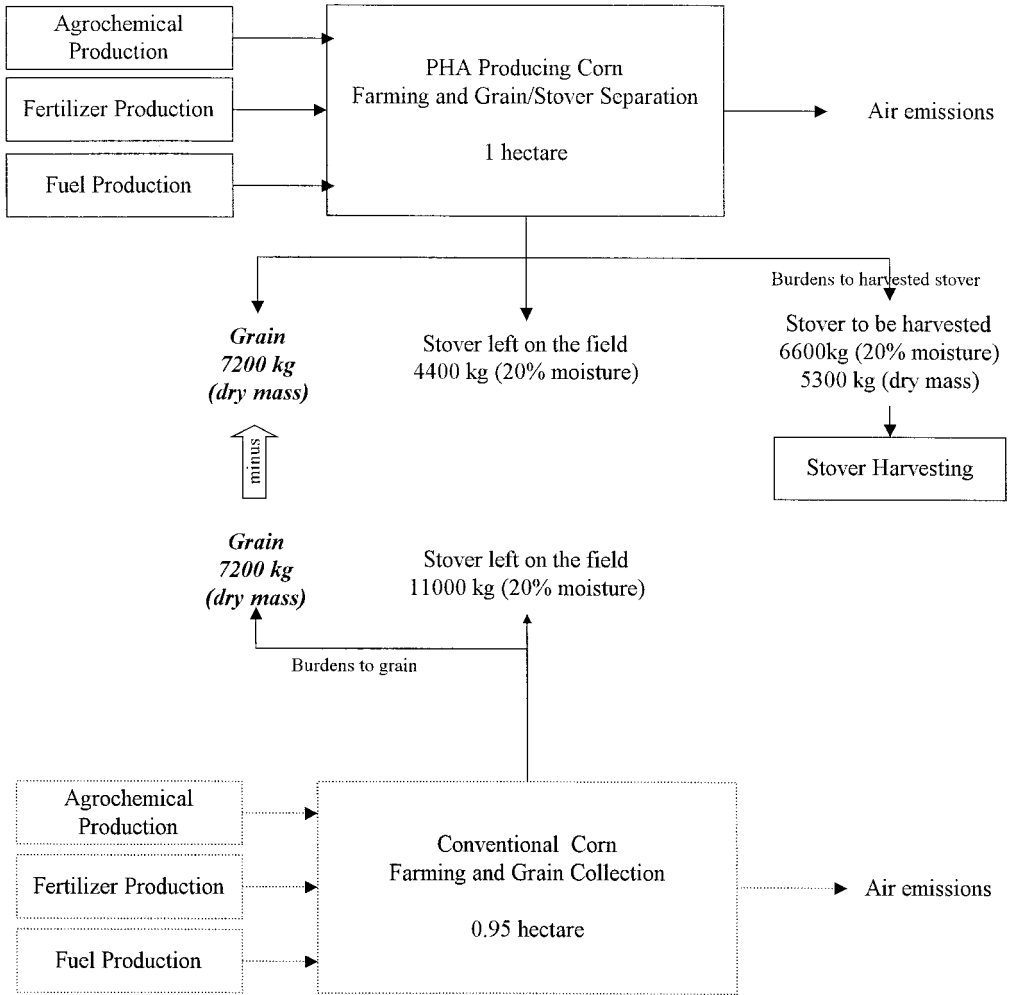 Agrochemical
Production
Fertilizer Production
Fuel Production
PHA Producing Corn
Farming and Grain/Stover Separation
1 hectare
Air emissions
Burdens to harvested stover
Grain
7200 kg
(dry mass)
Stover left on the field
4400 kg (20% moisture)
Stover to be harvested
6600kg (20% moisture)
5300 kg (dry mass)
Stover Harvesting
minus
Grain
7200 kg
(dry mass)
Stover left on the field
11000 kg (20% moisture)
Burdens to grain
Agrochemical
Production
Fertilizer Production
Fuel Production
Conventional Corn
Farming and Grain Collection
0.95 hectare
Air emissions